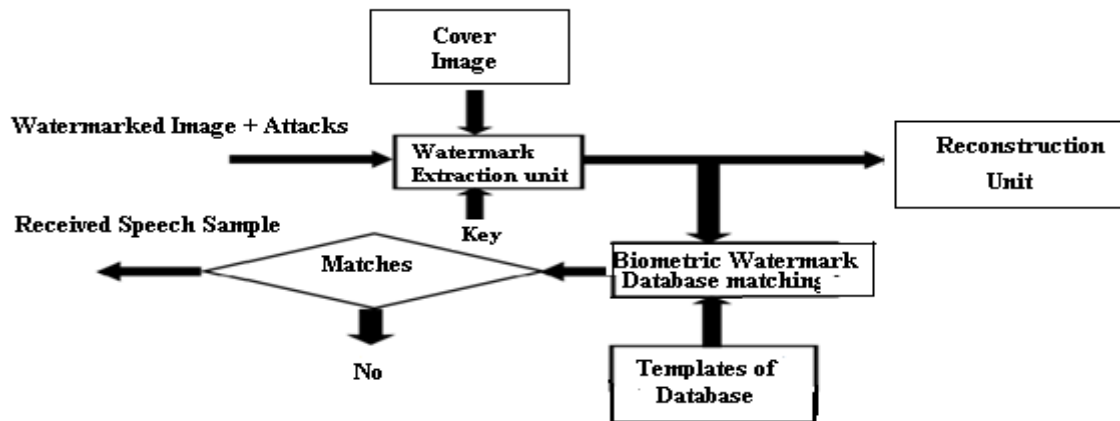 Cover
Image
Watermarked Image + Attacks
Watermark
Extraction unit
Reconstruction
Unit
Received Speech Sample
Key
Matches
Biometric Watermark
Database matching
No
Templates of
Database